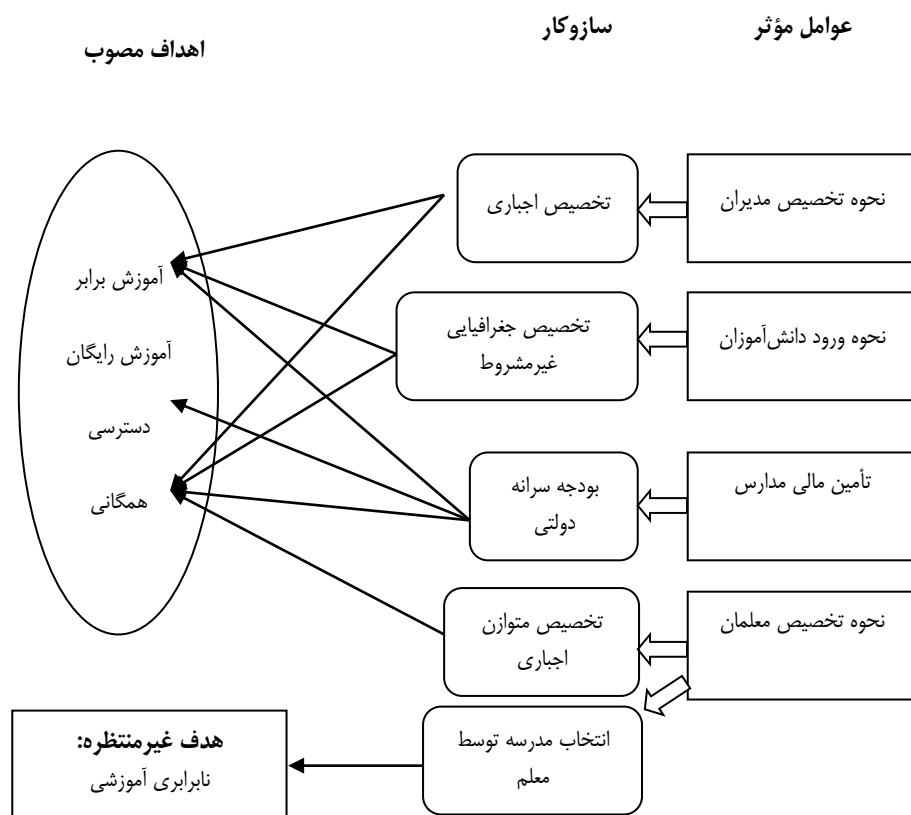 عوامل مؤثر
سازوکار
اهداف مصوب
نحوه تخصیص مدیران
تخصیص اجباری
نحوه ورود دانش‌آموزان
تخصیص جغرافیایی
غیرمشروط
تأمین مالی مدارس
بودجه سرانه
دولتی
نحوه تخصیص معلمان
تخصیص متوازن
اجباری
انتخاب مدرسه توسط
معلم
آموزش برابر
آموزش رایگان
دسترسی
همگانی
هدف غیرمنتظره:
نابرابری آموزشی